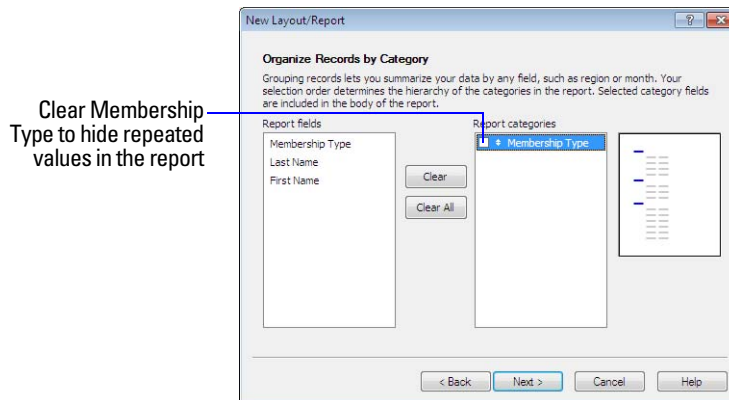 New Layout/Report
Organize Records by Category
Grouping records lets you summarize your data by any field, such as region or month. Your
selection order determines the hierarchy of the categories in the report. Selected category fields
are included in the body of the report.
Clear Membership
Type to hide repeated
values in the report
Report fields
Membership Type
Last Name
First Name
Clear
Clear All
Report categories
Membership Type
< Back
Next >
Cancel
Help